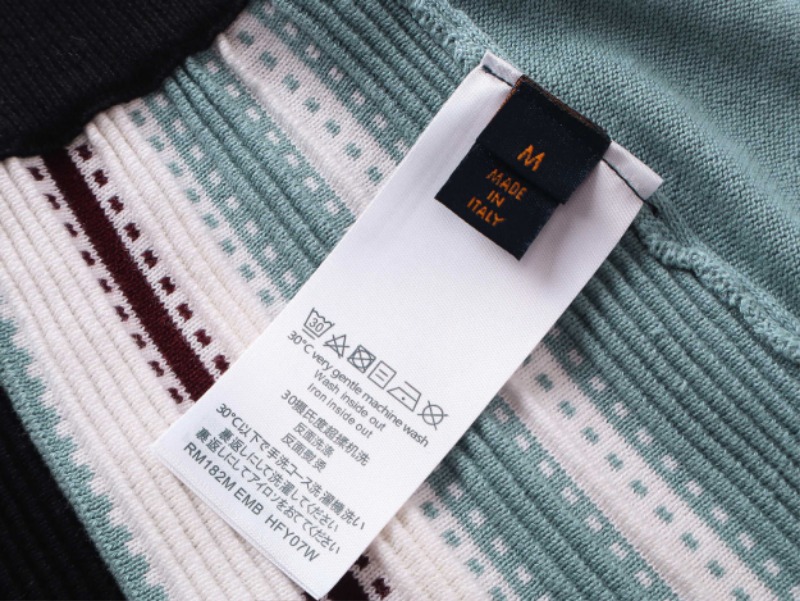 M
MADE
IN
ITALY
30
30°C very gentle machine wash
Wash inside out
Iron inside out
30摄氏度超柔机洗
反面洗涤
反面熨烫
30℃以下で手洗コース洗濯機洗い
裏返しにして洗濯してください
裏返しにしてアイロンをおてください
RM182M EMB HFY07W